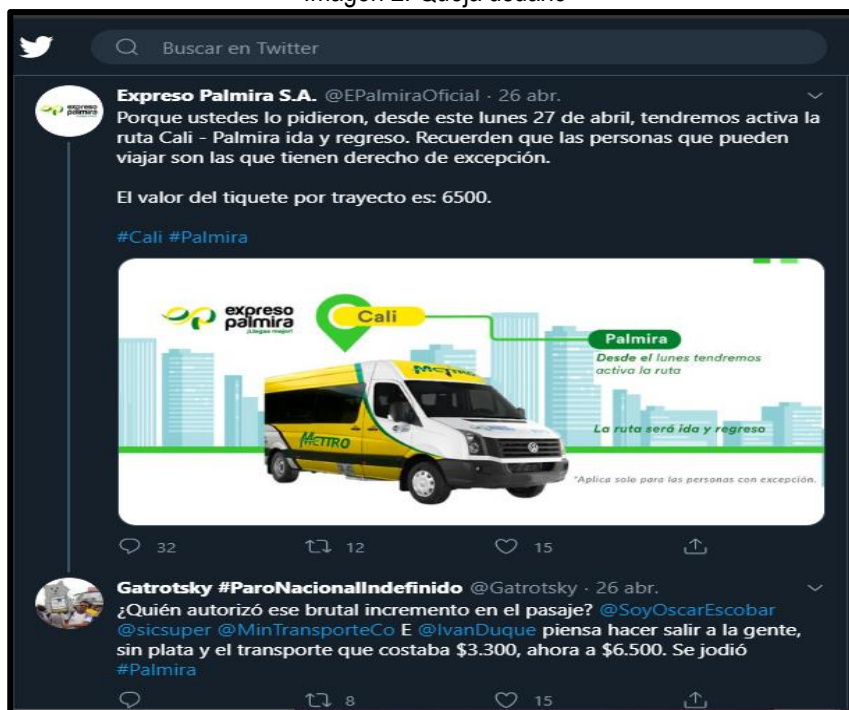 Imagen 2. Queja usuario
Buscar en Twitter
Expreso Palmira S.A. @EPalmiraOficial · 26 abr.
Porque ustedes lo pidieron, desde este lunes 27 de abril, tendremos activa la
ruta Cali - Palmira ida y regreso. Recuerden que las personas que pueden
viajar son las que tienen derecho de excepción.
El valor del tiquete por trayecto es: 6500.
#Cali #Palmira
expreso
palmira
¡Llegas mejor!
Cali
Palmira
Desde el lunes tendremos
activa la ruta
METTRO
METTRO
La ruta será ida y regreso
*Aplica solo para las personas con excepción.
32 12 15
Gatrotsky #ParoNacionalIndefinido @Gatrotsky · 26 abr.
¿Quién autorizó ese brutal incremento en el pasaje? @SoyOscarEscobar
@sicsuper @MinTransporteCo E @IvanDuque piensa hacer salir a la gente,
sin plata y el transporte que costaba $3.300, ahora a $6.500. Se jodió
#Palmira
8 15